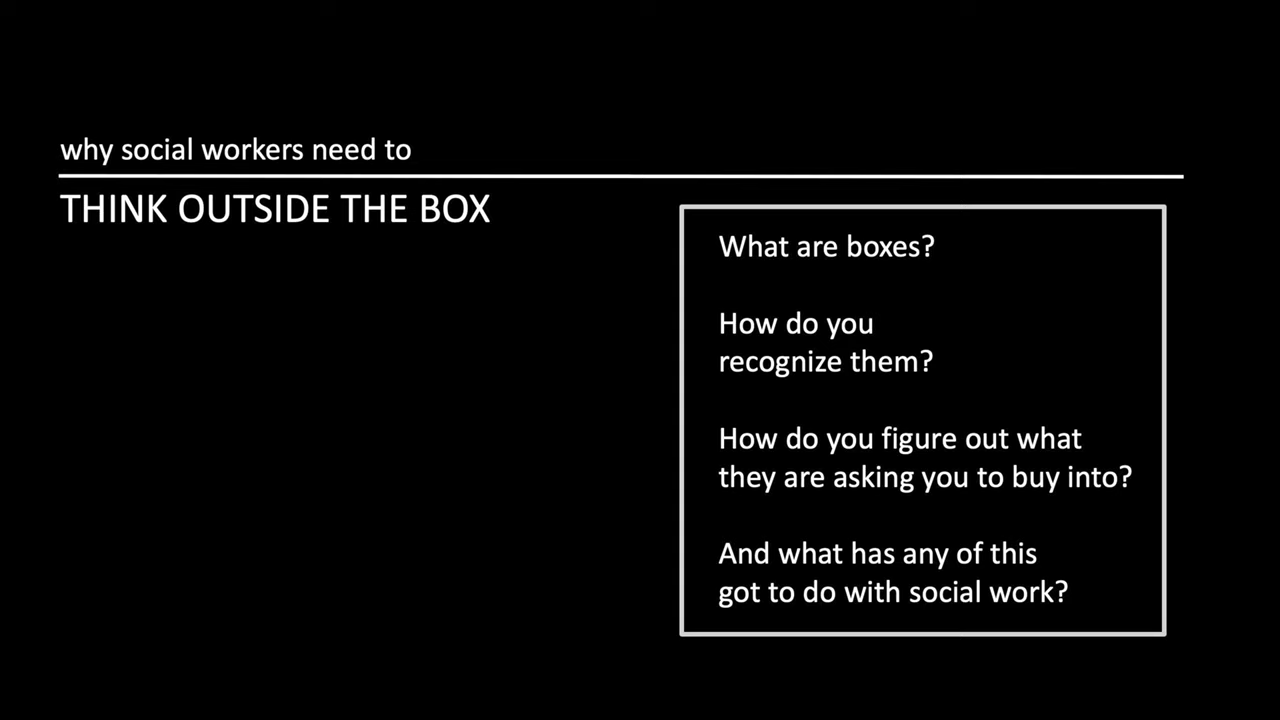 why social workers need to
THINK OUTSIDE THE BOX
What are boxes?
How do you
recognize them?
How do you figure out what
they are asking you to buy into?
And what has any of this
got to do with social work?